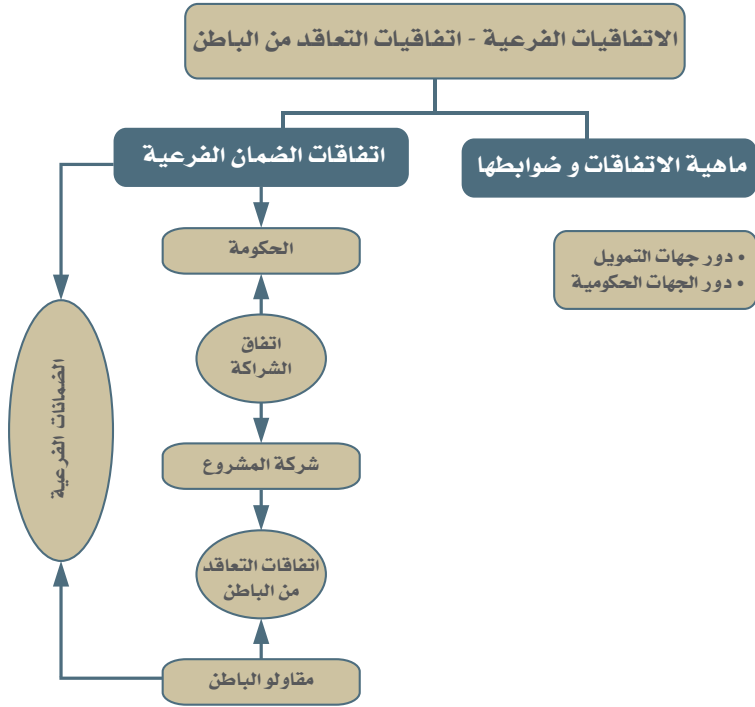 الاتفاقيات الفرعية - اتفاقيات التعاقد من الباطن
ماهية الاتفاقات و ضوابطها
• دور جهات التمويل
• دور الجهات الحكومية
اتفاقات الضمان الفرعية
الحكومة
اتفاق
الشراكة
شركة المشروع
اتفاقات التعاقد
من الباطن
مقاولو الباطن
الضمانات الفرعية